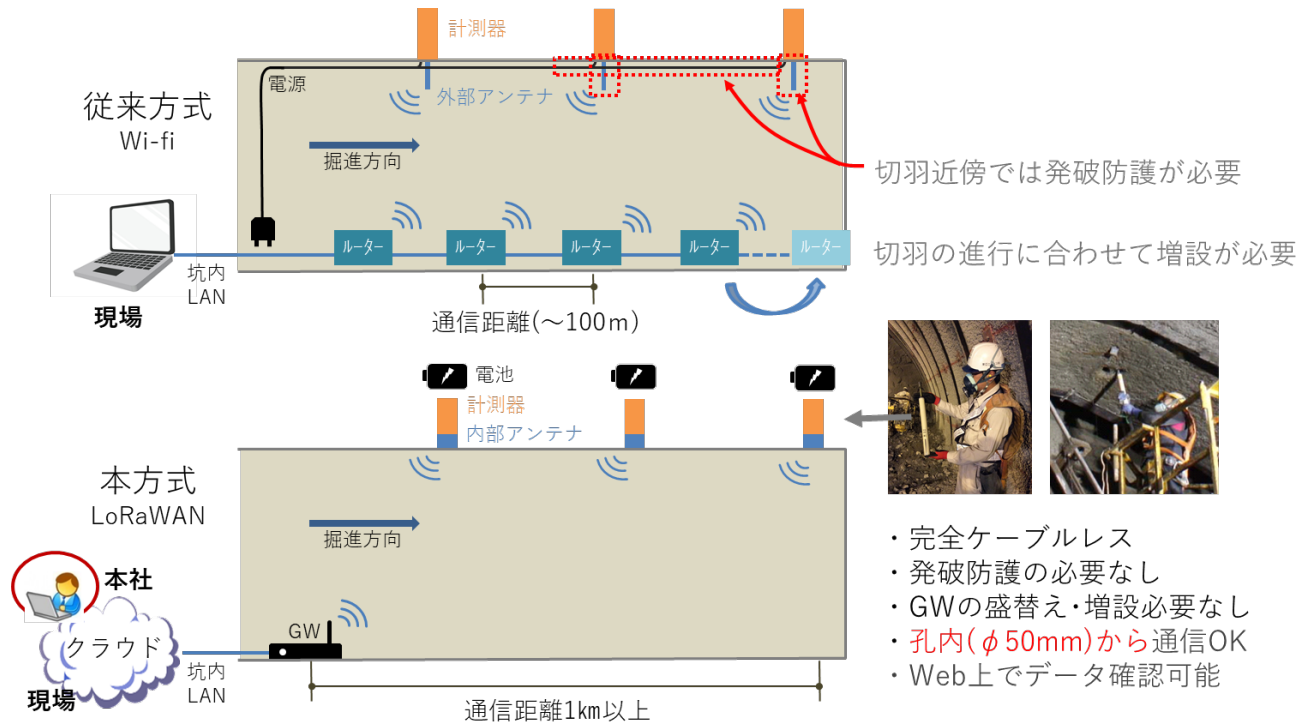 計測器
電源
外部アンテナ
従来方式
Wi-fi
掘進方向
切羽近傍では発破防護が必要
ルーター
ルーター
ルーター
ルーター
ルーター
切羽の進行に合わせて増設が必要
坑内
LAN
現場
通信距離(～100ｍ)
電池
計測器
内部アンテナ
本方式
LoRaWAN
掘進方向
本社
クラウド
現場
坑内
LAN
GW
通信距離1㎞以上
・完全ケーブルレス
・発破防護の必要なし
・GWの盛替え･増設必要なし
・孔内(φ50mm)から通信OK
・Web上でデータ確認可能